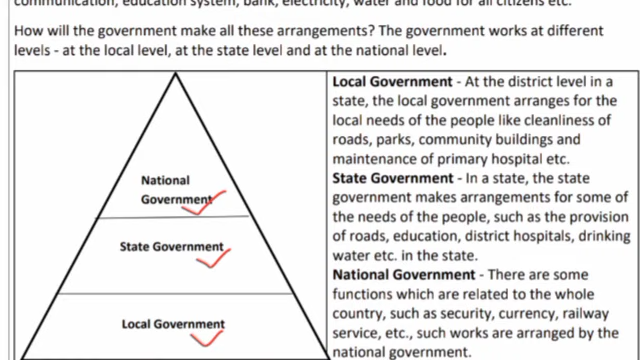 communication, education system, bank, electricity, water and food for all citizens etc.
How will the government make all these arrangements? The government works at different
levels - at the local level, at the state level and at the national level.
National
Government
State Government
Local Government
Local Government - At the district level in a
state, the local government arranges for the
local needs of the people like cleanliness of
roads, parks, community buildings and
maintenance of primary hospital etc.
State Government - In a state, the state
government makes arrangements for some of
the needs of the people, such as the provision
of roads, education, district hospitals, drinking
water etc. in the state.
National Government - There are some
functions which are related to the whole
country, such as security, currency, railway
service, etc., such works are arranged by the
national government.